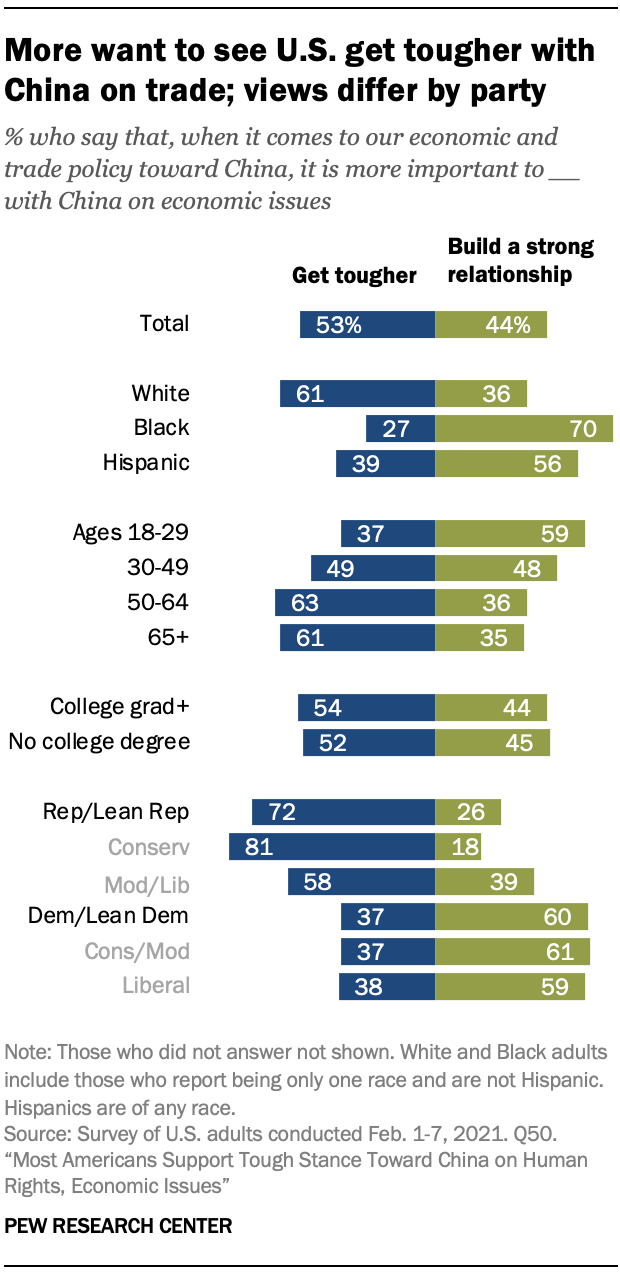 More want to see U.S. get tougher with
China on trade; views differ by party
% who say that, when it comes to our economic and
trade policy toward China, it is more important to __
with China on economic issues
Get tougher
Build a strong
relationship
Total 53% 44%
White 61 36
Black 27 70
Hispanic 39 56
Ages 18-29 37 59
30-49 49 48
50-64 63 36
65+ 61 35
College grad+ 54 44
No college degree 52 45
Rep/Lean Rep 72 26
Conserv 81 18
Mod/Lib 58 39
Dem/Lean Dem 37 60
Cons/Mod 37 61
Liberal 38 59
Note: Those who did not answer not shown. White and Black adults
include those who report being only one race and are not Hispanic.
Hispanics are of any race.
Source: Survey of U.S. adults conducted Feb. 1-7, 2021. Q50.
“Most Americans Support Tough Stance Toward China on Human
Rights, Economic Issues”
PEW RESEARCH CENTER